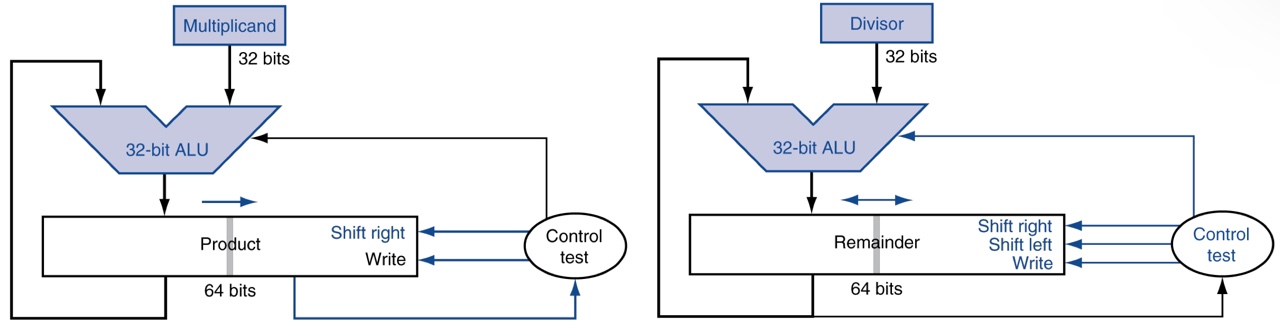 Multiplicand
32 bits
32-bit ALU
Product
Shift right
Write
64 bits
Control
test
Divisor
32 bits
32-bit ALU
Remainder
Shift right
Shift left
Write
64 bits
Control
test